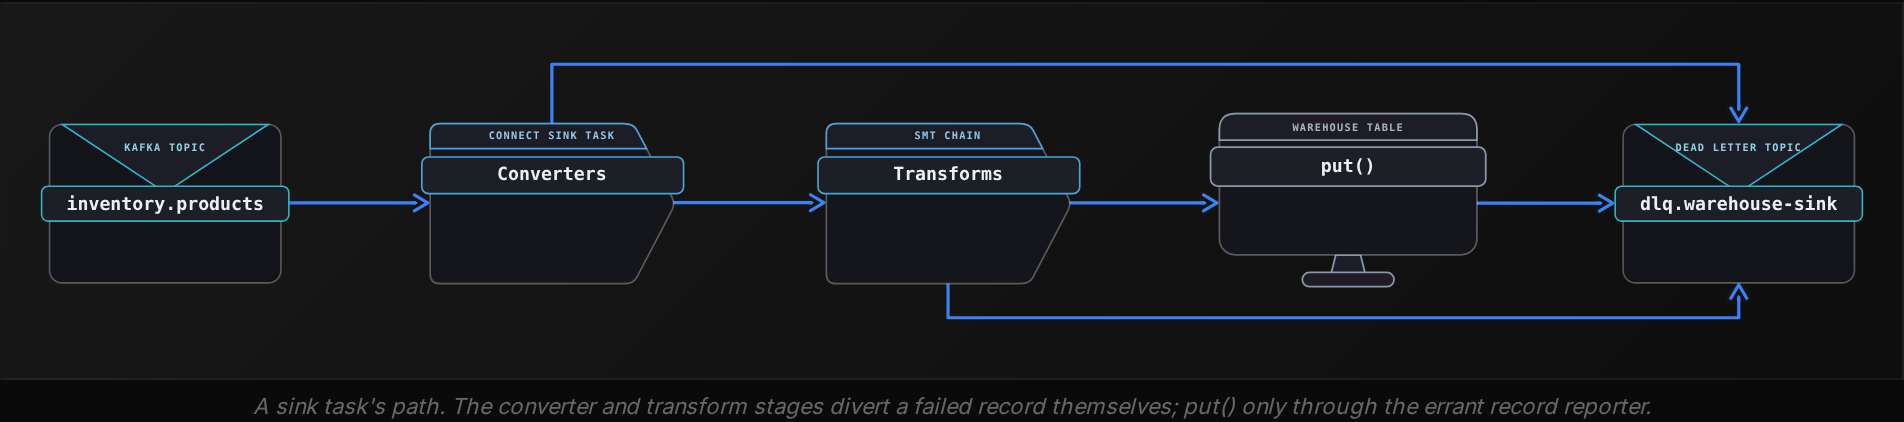 KAFKA TOPIC
inventory.products
CONNECT SINK TASK
Converters
SMT CHAIN
Transforms
WAREHOUSE TABLE
put()
DEAD LETTER TOPIC
dlq.warehouse-sink
A sink task's path. The converter and transform stages divert a failed record themselves; put() only through the errant record reporter.